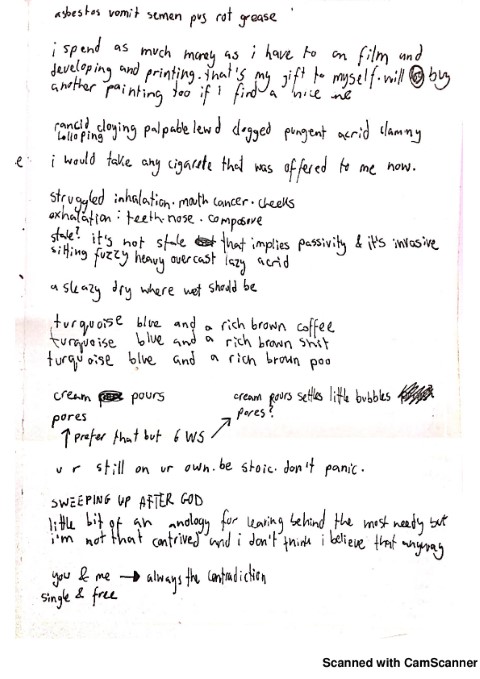 asbestos vomit semen pus rot grease
i spend as much money as i have to on film and
developing and printing. that's my gift to myself. will buy
another painting too if i find a nice one
rancid cloying palpable lewd clogged pungent acrid clammy
lolloping
e
i would take any cigarette that was offered to me now.
struggled inhalation. mouth cancer. cheeks
exhalation: teeth. nose. composure
stale? it's not stale that implies passivity & it's invasive
sitting fuzzy heavy overcast lazy acrid
a sleazy dry where wet should be
turquoise blue and a rich brown coffee
turquoise blue and a rich brown shit
turquoise blue and a rich brown poo
cream pours
pores
cream pours settles little bubbles
pores?
↑ prefer that but 6 WS
u r still on ur own. be stoic. don't panic.
SWEEPING UP AFTER GOD
little bit of an anology for leaving behind the most needy but
i'm not that contrived and i don't think i believe that anyway
you & me → always the contradiction
single & free
Scanned with CamScanner